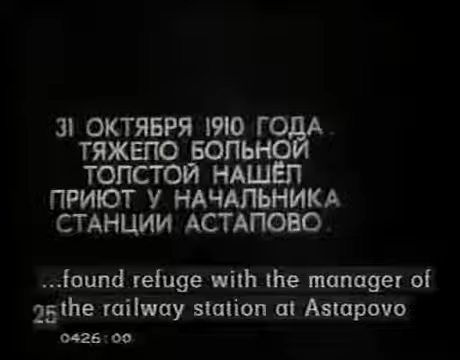 31 ОКТЯБРЯ 1910 ГОДА.
ТЯЖЕЛО БОЛЬНОЙ
ТОЛСТОЙ НАШЁЛ
ПРИЮТ У НАЧАЛЬНИКА
СТАНЦИИ АСТАПОВО.
...found refuge with the manager of
25 the railway station at Astapovo
0426:00